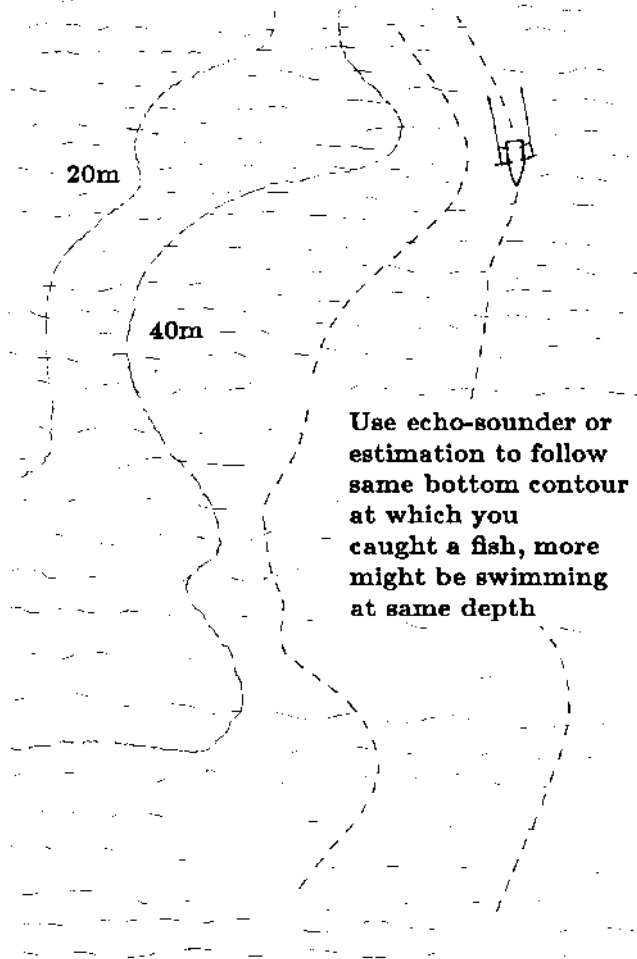 20m
40m
Use echo-sounder or
estimation to follow
same bottom contour
at which you
caught a fish, more
might be swimming
at same depth